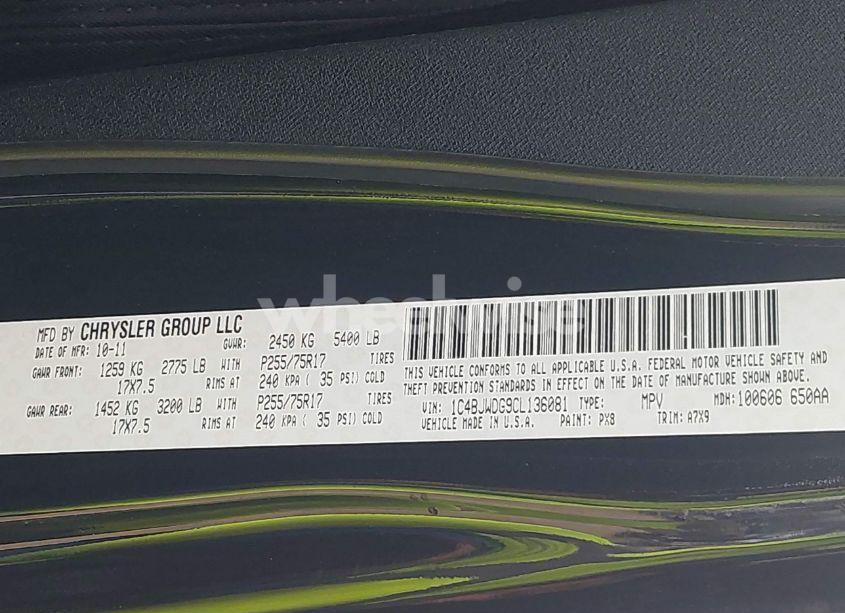 MFD BY CHRYSLER GROUP LLC
DATE OF MFR: 10-11 GVWR: 2450 KG 5400 LB
GAWR FRONT: 1259 KG 2775 LB WITH P255/75R17 TIRES
17X7.5 RIMS AT 240 KPA ( 35 PSI) COLD
GAWR REAR: 1452 KG 3200 LB WITH P255/75R17 TIRES
17X7.5 RIMS AT 240 KPA ( 35 PSI) COLD
THIS VEHICLE CONFORMS TO ALL APPLICABLE U.S.A. FEDERAL MOTOR VEHICLE SAFETY AND
THEFT PREVENTION STANDARDS IN EFFECT ON THE DATE OF MANUFACTURE SHOWN ABOVE.
VIN: 1C4BJWDG9CL136081 TYPE: MPV MDH: 100606 650AA
VEHICLE MADE IN U.S.A. PAINT: PX8 TRIM: A7X9